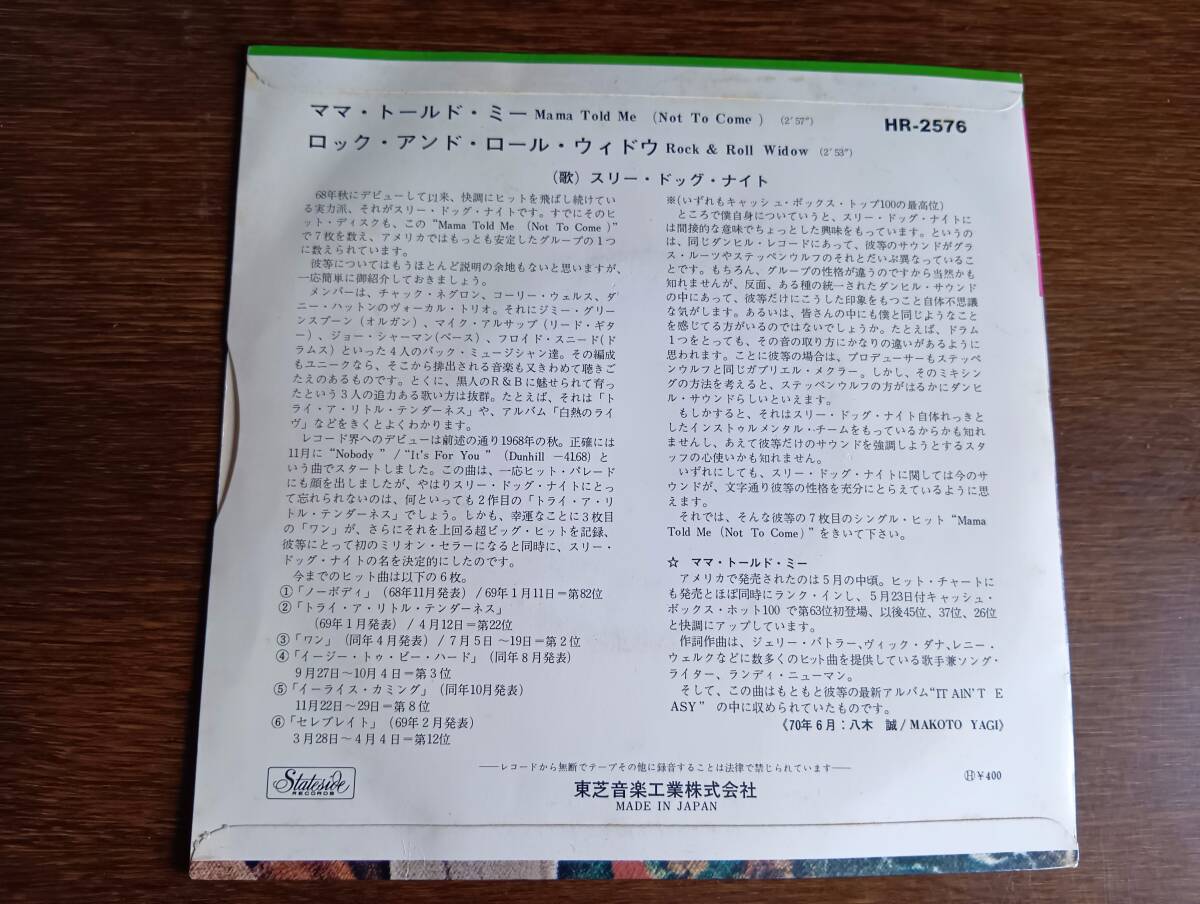 ママ・トールド・ミー Mama Told Me (Not To Come) (2′57″)
HR-2576
ロック・アンド・ロール・ウィドウ Rock & Roll Widow (2′53″)
(歌) スリー・ドッグ・ナイト
68年秋にデビューして以来、快調にヒットを飛ばし続けてい
る実力派、それがスリー・ドッグ・ナイトです。すでにそのヒ
ット・ディスクも、この“Mama Told Me (Not To Come)”
で7枚を数え、アメリカではもっとも安定したグループの1つ
に数えられています。
彼等についてはもうほとんど説明の余地もないと思いますが、
一応簡単に御紹介しておきましょう。
メンバーは、チャック・ネグロン、コーリー・ウェルス、ダ
ニー・ハットンのヴォーカル・トリオ。それにジミー・グリー
ンスプーン (オルガン) 、マイク・アルサップ (リード・ギタ
ー) 、ジョー・シャーマン(ベース) 、フロイド・スニード(ド
ラムス) といった4人のバック・ミュージシャン達。その編成
もユニークなら、そこから排出される音楽も又きわめて聴きご
たえのあるものです。とくに、黒人のR&Bに魅せられて育っ
たという3人の迫力ある歌い方は抜群。たとえば、それは「ト
ライ・ア・リトル・テンダーネス」や、アルバム「白熱のライ
ヴ」などをきくとよくわかります。
レコード界へのデビューは前述の通り1968年の秋。正確には
11月に “Nobody ” /“It's For You ” (Dunhill −4168) と
いう曲でスタートしました。この曲は、一応ヒット・パレード
にも顔を出しましたが、やはりスリー・ドッグ・ナイトにとっ
て忘れられないのは、何といっても2作目の「トライ・ア・リ
トル・テンダーネス」でしょう。しかも、幸運なことに3枚目
の「ワン」が、さらにそれを上回る超ビッグ・ヒットを記録、
彼等にとって初のミリオン・セラーになると同時に、スリー・
ドッグ・ナイトの名を決定的にしたのです。
今までのヒット曲は以下の6枚。
①「ノーボディ」(68年11月発表) /69年1月11日=第82位
②「トライ・ア・リトル・テンダーネス」
(69年1月発表) / 4月12日=第22位
③「ワン」(同年4月発表) / 7月5日〜19日=第2位
④「イージー・トゥ・ビー・ハード」(同年8月発表)
9月27日〜10月4日=第3位
⑤「イーライス・カミング」(同年10月発表)
11月22日〜29日=第8位
⑥「セレブレイト」(69年2月発表)
3月28日〜4月4日=第12位
※(いずれもキャッシュ・ボックス・トップ100の最高位)
ところで僕自身についていうと、スリー・ドッグ・ナイトに
は間接的な意味でちょっとした興味をもっています。というの
は、同じダンヒル・レコードにあって、彼等のサウンドがグラ
ス・ルーツやステッペンウルフのそれとだいぶ異なっているこ
とです。もちろん、グループの性格が違うのですから当然かも
知れませんが、反面、ある種の統一されたダンヒル・サウンド
の中にあって、彼等だけにこうした印象をもつこと自体不思議
な気がします。あるいは、皆さんの中にも僕と同じようなこと
を感じてる方がいるのではないでしょうか。たとえば、ドラム
1つをとっても、その音の取り方にかなりの違いがあるように
思われます。ことに彼等の場合は、プロデューサーもステッペ
ンウルフと同じガブリエル・メクラー。しかし、そのミキシン
グの方法を考えると、ステッペンウルフの方がはるかにダンヒ
ル・サウンドらしいといえます。
もしかすると、それはスリー・ドッグ・ナイト自体れっきと
したインストゥルメンタル・チームをもっているからかも知れ
ませんし、あえて彼等だけのサウンドを強調しようとするスタ
ッフの心使いかも知れません。
いずれにしても、スリー・ドッグ・ナイトに関しては今のサ
ウンドが、文字通り彼等の性格を充分にとらえているように思
えます。
それでは、そんな彼等の7枚目のシングル・ヒット“Mama
Told Me (Not To Come)”をきいて下さい。
☆ ママ・トールド・ミー
アメリカで発売されたのは5月の中頃。ヒット・チャートに
も発売とほぼ同時にランク・インし、5月23日付キャッシュ・
ボックス・ホット100で第63位初登場、以後45位、37位、26位
と快調にアップしています。
作詞作曲は、ジェリー・バトラー、ヴィック・ダナ、レニー・
ウェルクなどに数多くのヒット曲を提供している歌手兼ソング・
ライター、ランディ・ニューマン。
そして、この曲はもともと彼等の最新アルバム“IT AIN'T E
ASY” の中に収められていたものです。
《70年6月:八木 誠/MAKOTO YAGI》
Stateside
RECORDS
――レコードから無断でテープその他に録音することは法律で禁じられています――
東芝音楽工業株式会社
MADE IN JAPAN
Ⓗ¥400